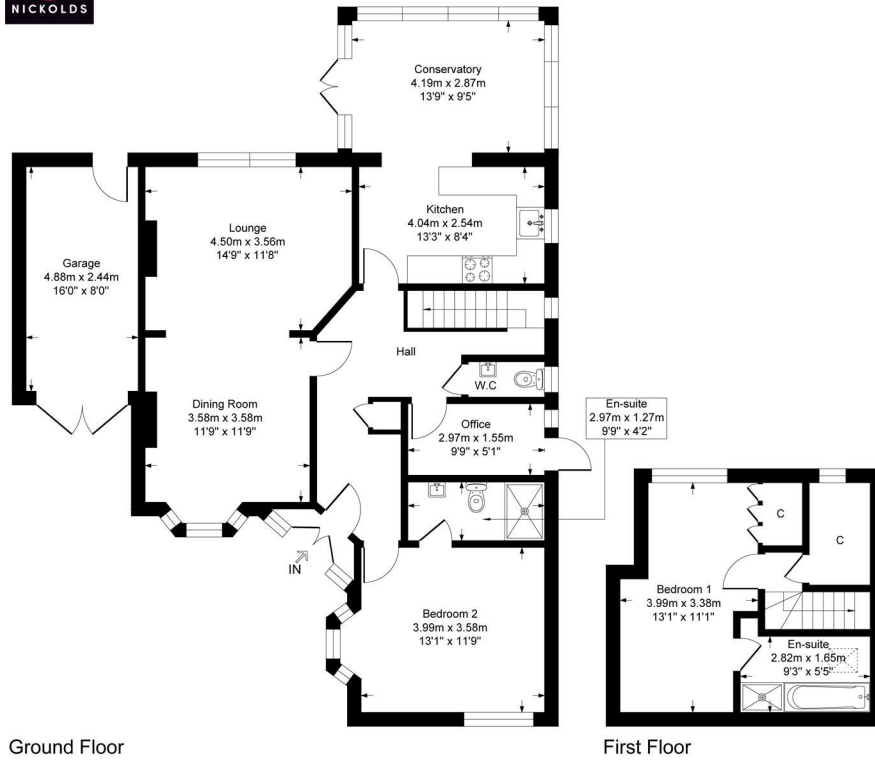 NICKOLDS
Conservatory
4.19m x 2.87m
13'9" x 9'5"
Lounge
4.50m x 3.56m
14'9" x 11'8"
Kitchen
4.04m x 2.54m
13'3" x 8'4"
Garage
4.88m x 2.44m
16'0" x 8'0"
Hall
W.C
Dining Room
3.58m x 3.58m
11'9" x 11'9"
Office
2.97m x 1.55m
9'9" x 5'1"
En-suite
2.97m x 1.27m
9'9" x 4'2"
IN
Bedroom 2
3.99m x 3.58m
13'1" x 11'9"
C
C
Bedroom 1
3.99m x 3.38m
13'1" x 11'1"
En-suite
2.82m x 1.65m
9'3" x 5'5"
Ground Floor
First Floor